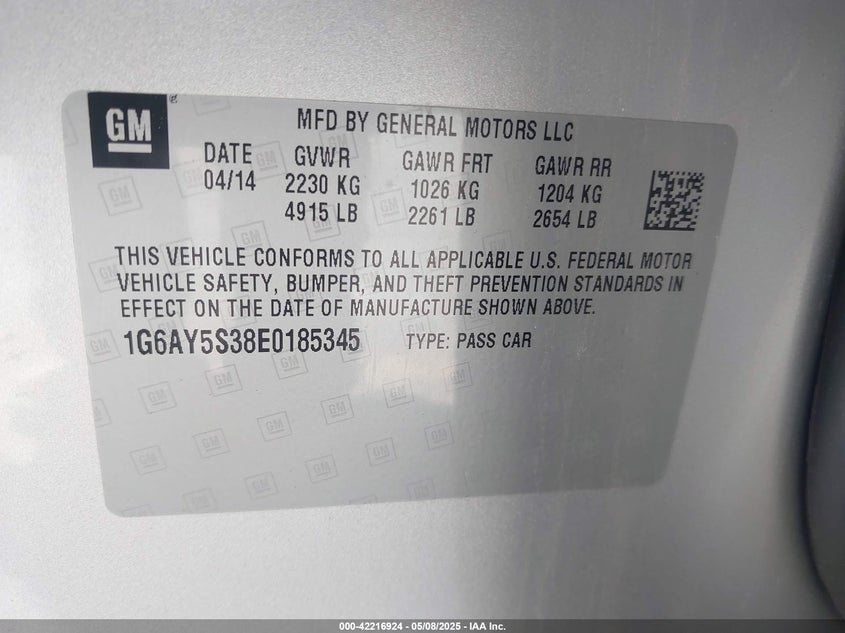 GM
MFD BY GENERAL MOTORS LLC
DATE GVWR GAWR FRT GAWR RR
04/14 2230 KG 1026 KG 1204 KG
4915 LB 2261 LB 2654 LB
THIS VEHICLE CONFORMS TO ALL APPLICABLE U.S. FEDERAL MOTOR
VEHICLE SAFETY, BUMPER, AND THEFT PREVENTION STANDARDS IN
EFFECT ON THE DATE OF MANUFACTURE SHOWN ABOVE.
1G6AY5S38E0185345 TYPE: PASS CAR
000-42216924 - 05/08/2025 - IAA Inc.